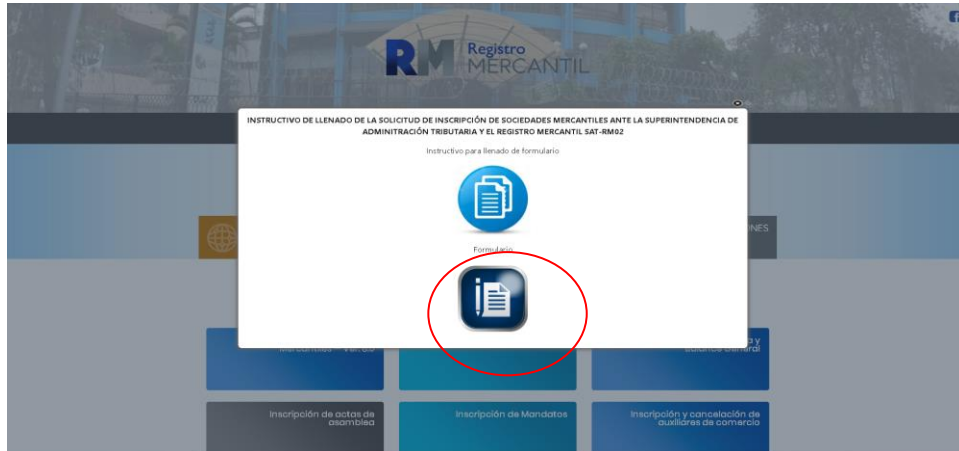 RM Registro
MERCANTIL
INSTRUCTIVO DE LLENADO DE LA SOLICITUD DE INSCRIPCIÓN DE SOCIEDADES MERCANTILES ANTE LA SUPERINTENDENCIA DE
ADMINITRACIÓN TRIBUTARIA Y EL REGISTRO MERCANTIL SAT-RM02
Instructivo para llenado de formulario
Formulario
Inscripción de actas de
asamblea
Inscripción de Mandatos
Inscripción y cancelación de
auxiliares de comercio